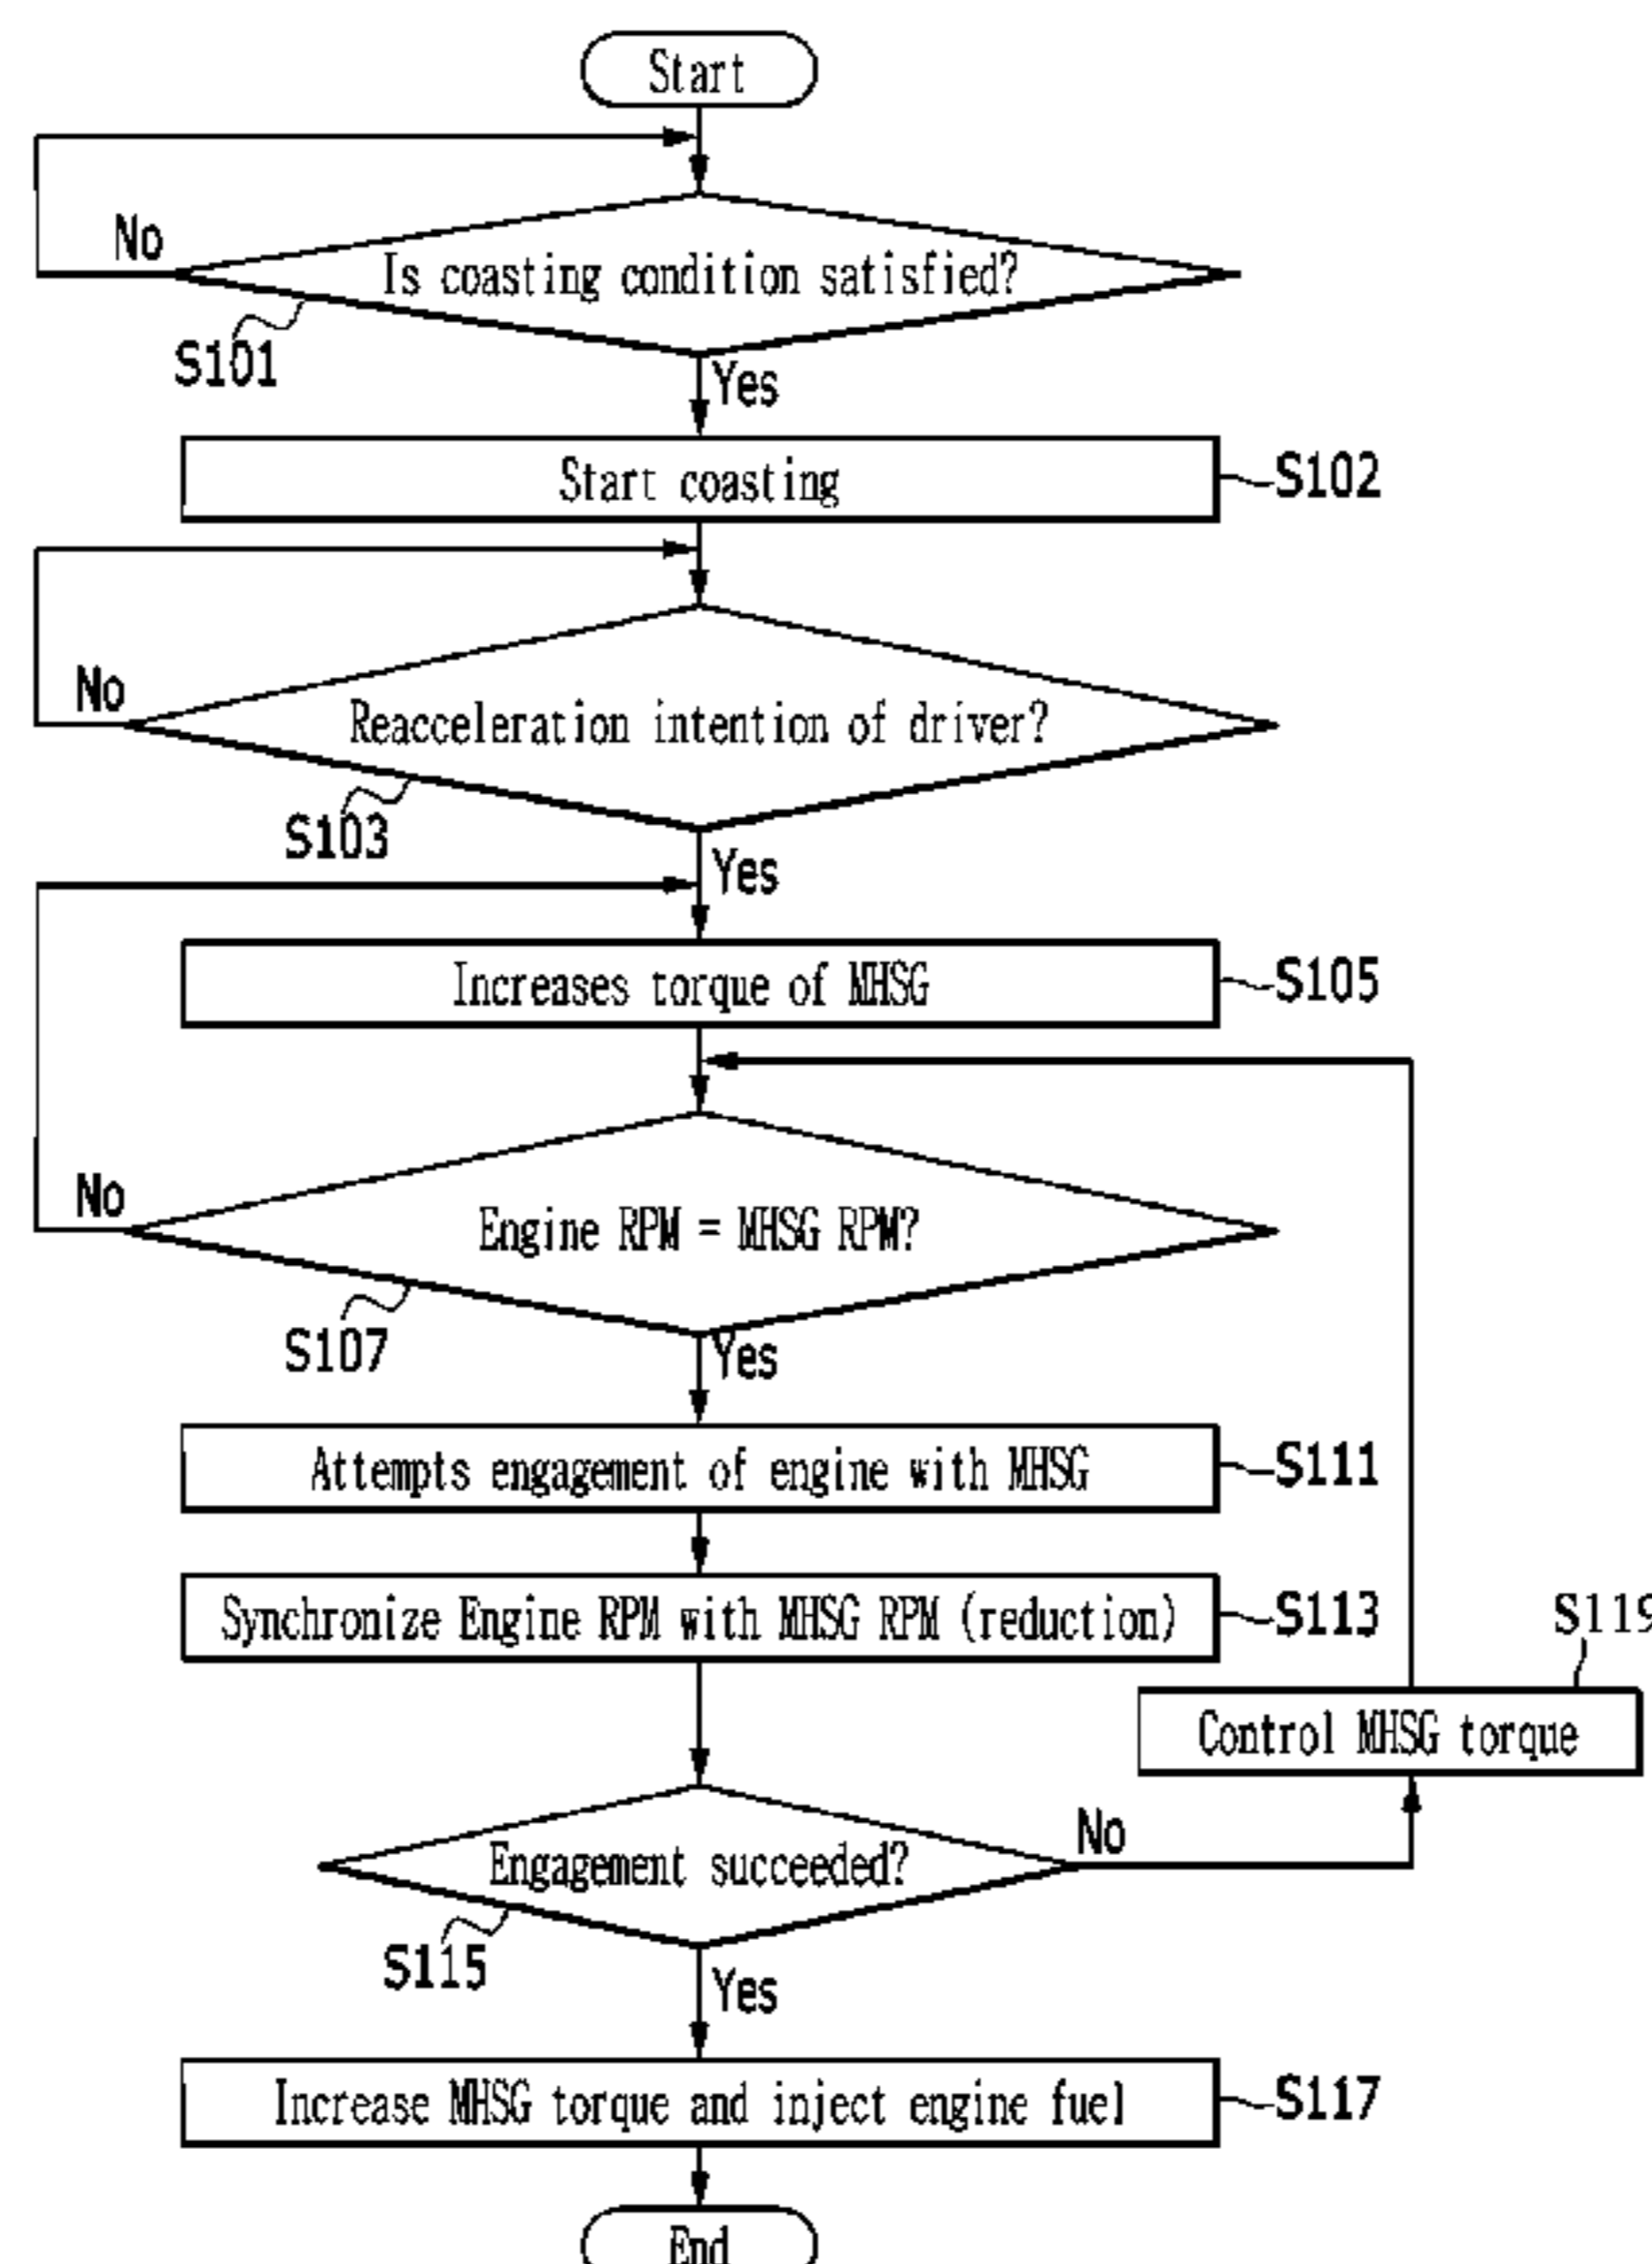 Start
No
Is coasting condition satisfied?
S101
Yes
Start coasting
S102
No
Reacceleration intention of driver?
S103
Yes
Increases torque of MHSG
S105
No
Engine RPM = MHSG RPM?
S107
Yes
Attempts engagement of engine with MHSG
S111
Synchronize Engine RPM with MHSG RPM (reduction)
S113
S119
Control MHSG torque
No
Engagement succeeded?
S115
Yes
Increase MHSG torque and inject engine fuel
S117
End